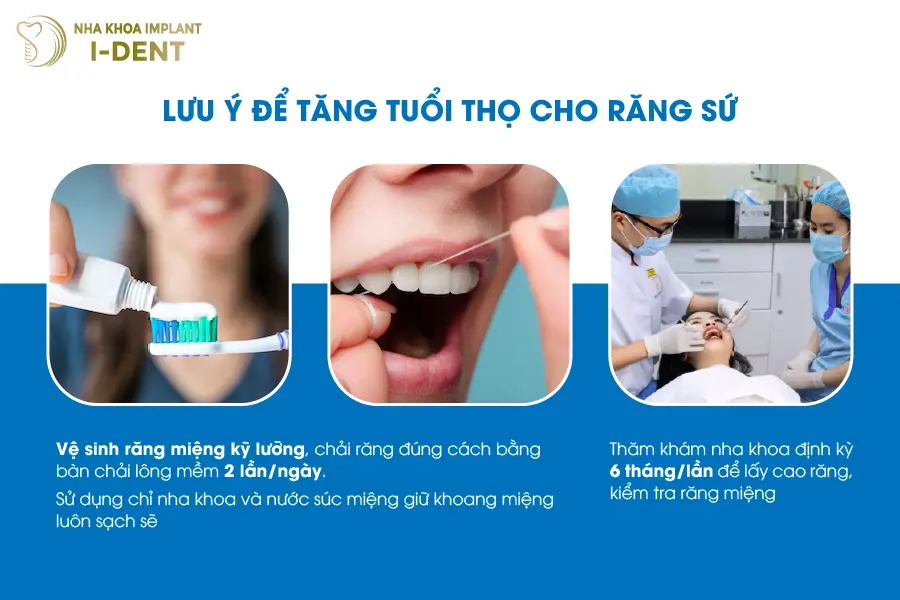 NHA KHOA IMPLANT
I-DENT
LƯU Ý ĐỂ TĂNG TUỔI THỌ CHO RĂNG SỨ
Vệ sinh răng miệng kỹ lưỡng, chải răng đúng cách bằng
bàn chải lông mềm 2 lần/ngày.
Sử dụng chỉ nha khoa và nước súc miệng giữ khoang miệng
luôn sạch sẽ
Thăm khám nha khoa định kỳ
6 tháng/lần để lấy cao răng,
kiểm tra răng miệng